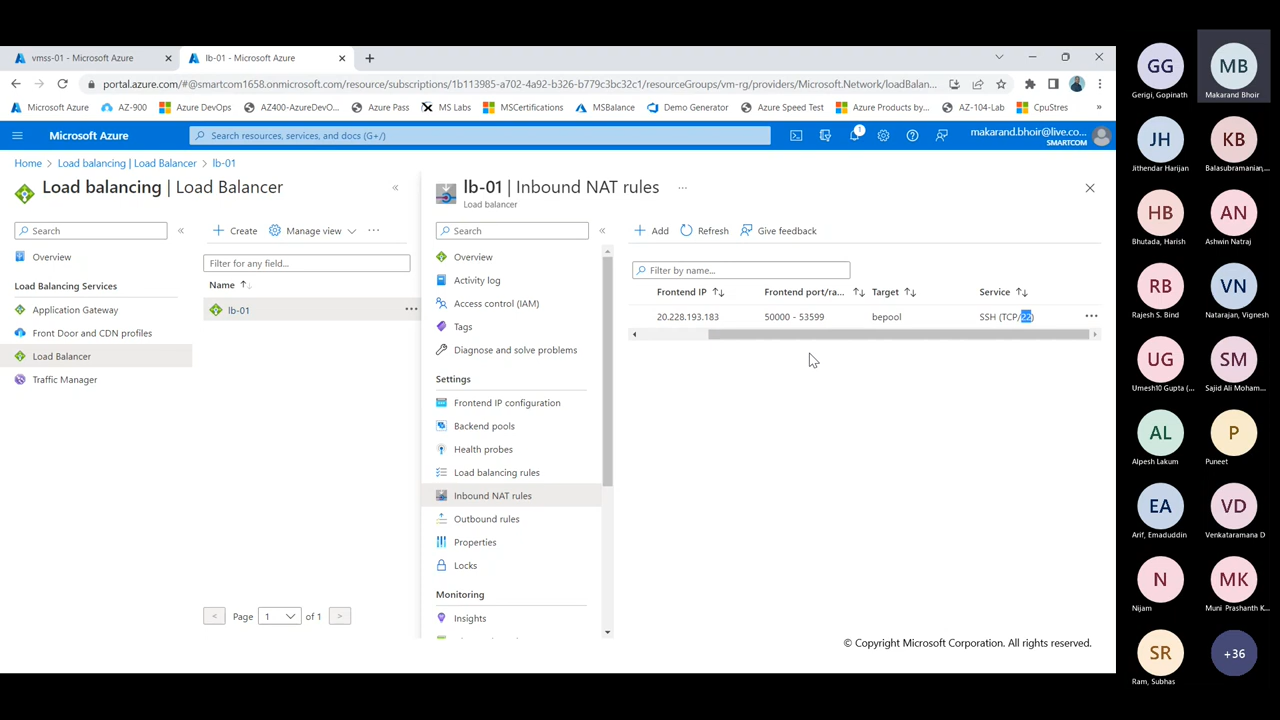 vmss-01 - Microsoft Azure
lb-01 - Microsoft Azure
portal.azure.com/#@smartcom1658.onmicrosoft.com/resource/subscriptions/1b113985-a702-4a92-b326-b779c3bc32c1/resourceGroups/vm-rg/providers/Microsoft.Network/loadBalan...
Microsoft Azure
AZ-900
Azure DevOps
AZ400-AzureDevO...
Azure Pass
MS Labs
MSCertifications
MSBalance
Demo Generator
Azure Speed Test
Azure Products by...
AZ-104-Lab
CpuStres
»
Microsoft Azure
Search resources, services, and docs (G+/)
1
makarand.bhoir@live.co...
SMARTCOM
Home > Load balancing | Load Balancer > lb-01
Load balancing | Load Balancer
«
Search
«
Overview
Load Balancing Services
Application Gateway
Front Door and CDN profiles
Load Balancer
Traffic Manager
Create
Manage view
...
Filter for any field...
Name
lb-01
...
< Page 1 of 1 >
lb-01 | Inbound NAT rules
...
Load balancer
Search
«
Overview
Activity log
Access control (IAM)
Tags
Diagnose and solve problems
Settings
Frontend IP configuration
Backend pools
Health probes
Load balancing rules
Inbound NAT rules
Outbound rules
Properties
Locks
Monitoring
Insights
Add
Refresh
Give feedback
Filter by name...
Frontend IP
Frontend port/ra...
Target
Service
20.228.193.183
50000 - 53599
bepool
SSH (TCP/22)
...
© Copyright Microsoft Corporation. All rights reserved.
GG
Gerigi, Gopinath
MB
Makarand Bhoir
JH
Jithendar Harijan
KB
Balasubramanian,...
HB
Bhutada, Harish
AN
Ashwin Natraj
RB
Rajesh S. Bind
VN
Natarajan, Vignesh
UG
Umesh10 Gupta (...
SM
Sajid Ali Moham...
AL
Alpesh Lakum
P
Puneet
EA
Arif, Emaduddin
VD
Venkataramana D
N
Nijam
MK
Muni Prashanth K...
SR
Ram, Subhas
+36